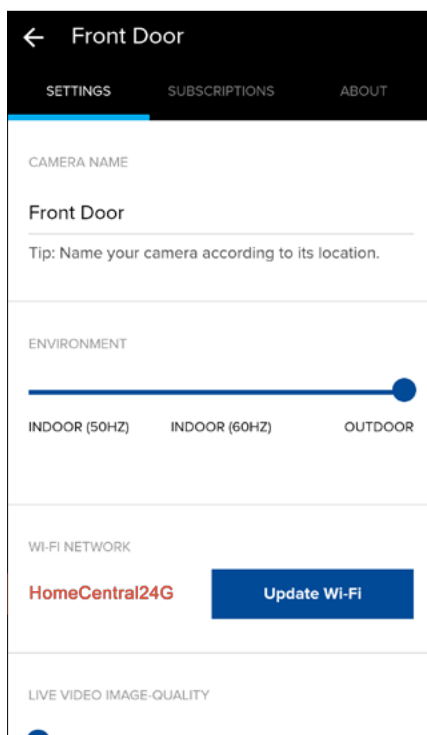 Front Door
SETTINGS SUBSCRIPTIONS ABOUT
CAMERA NAME
Front Door
Tip: Name your camera according to its location.
ENVIRONMENT
INDOOR (50HZ) INDOOR (60HZ) OUTDOOR
WI-FI NETWORK
HomeCentral24G Update Wi-Fi
LIVE VIDEO IMAGE-QUALITY